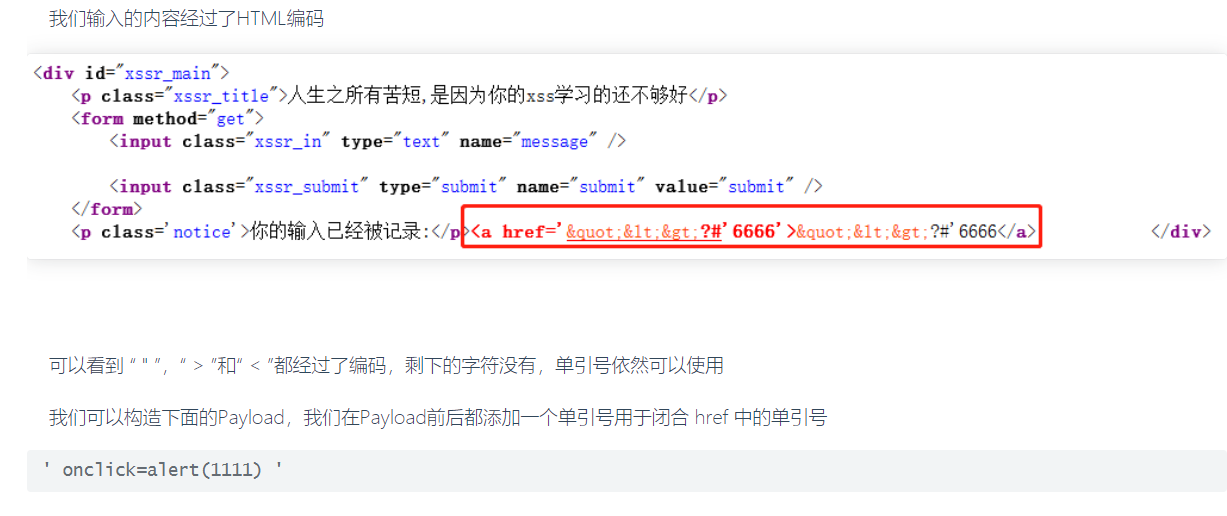 我们输入的内容经过了HTML编码
<div id="xssr_main">
<p class="xssr_title">人生之所有苦短,是因为你的xss学习的还不够好</p>
<form method="get">
<input class="xssr_in" type="text" name="message" />
<input class="xssr_submit" type="submit" name="submit" value="submit" />
</form>
<p class='notice'>你的输入已经被记录:</p><a href='&quot;&lt;&gt;?#'6666'>&quot;&lt;&gt;?#'6666</a> </div>
可以看到 “ " ”，“ > ”和“ < ”都经过了编码，剩下的字符没有，单引号依然可以使用
我们可以构造下面的Payload，我们在Payload前后都添加一个单引号用于闭合 href 中的单引号
' onclick=alert(1111) '